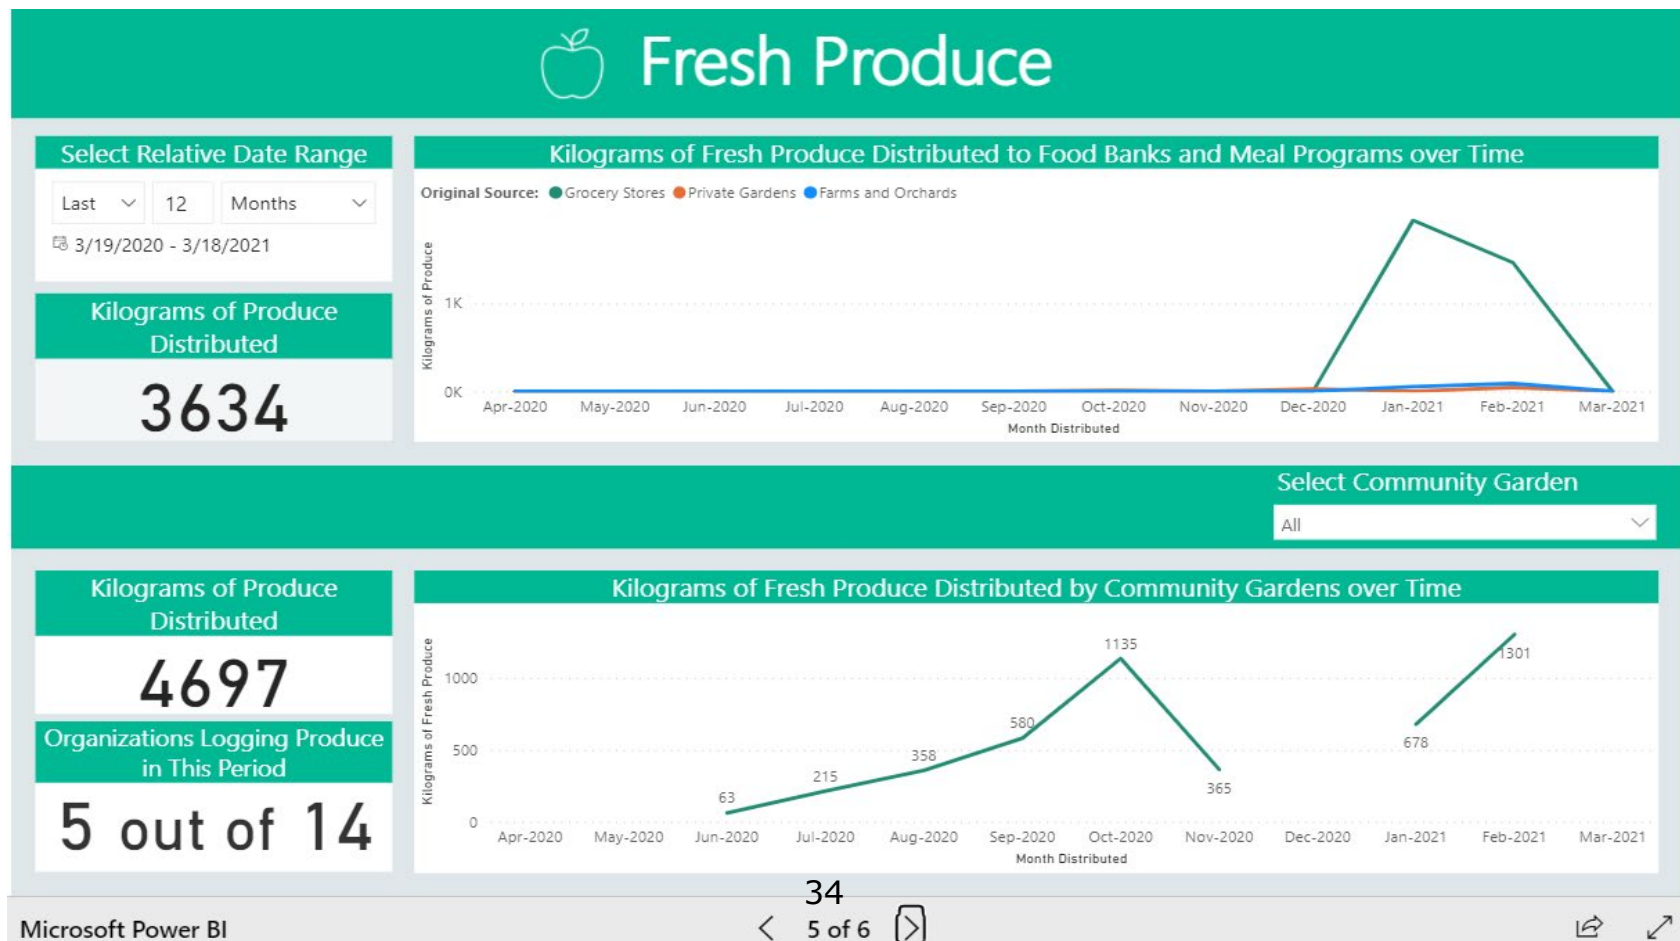 Fresh Produce
Select Relative Date Range
Last 12 Months
3/19/2020 - 3/18/2021
Kilograms of Produce
Distributed
3634
Kilograms of Fresh Produce Distributed to Food Banks and Meal Programs over Time
Original Source: Grocery Stores Private Gardens Farms and Orchards
Kilograms of Produce
1K
0K
Apr-2020 May-2020 Jun-2020 Jul-2020 Aug-2020 Sep-2020 Oct-2020 Nov-2020 Dec-2020 Jan-2021 Feb-2021 Mar-2021
Month Distributed
Select Community Garden
All
Kilograms of Produce
Distributed
4697
Organizations Logging Produce
in This Period
5 out of 14
Kilograms of Fresh Produce Distributed by Community Gardens over Time
Kilograms of Fresh Produce
1000
500
0
63
215
358
580
1135
365
678
1301
Apr-2020 May-2020 Jun-2020 Jul-2020 Aug-2020 Sep-2020 Oct-2020 Nov-2020 Dec-2020 Jan-2021 Feb-2021 Mar-2021
Month Distributed
34
Microsoft Power BI
5 of 6